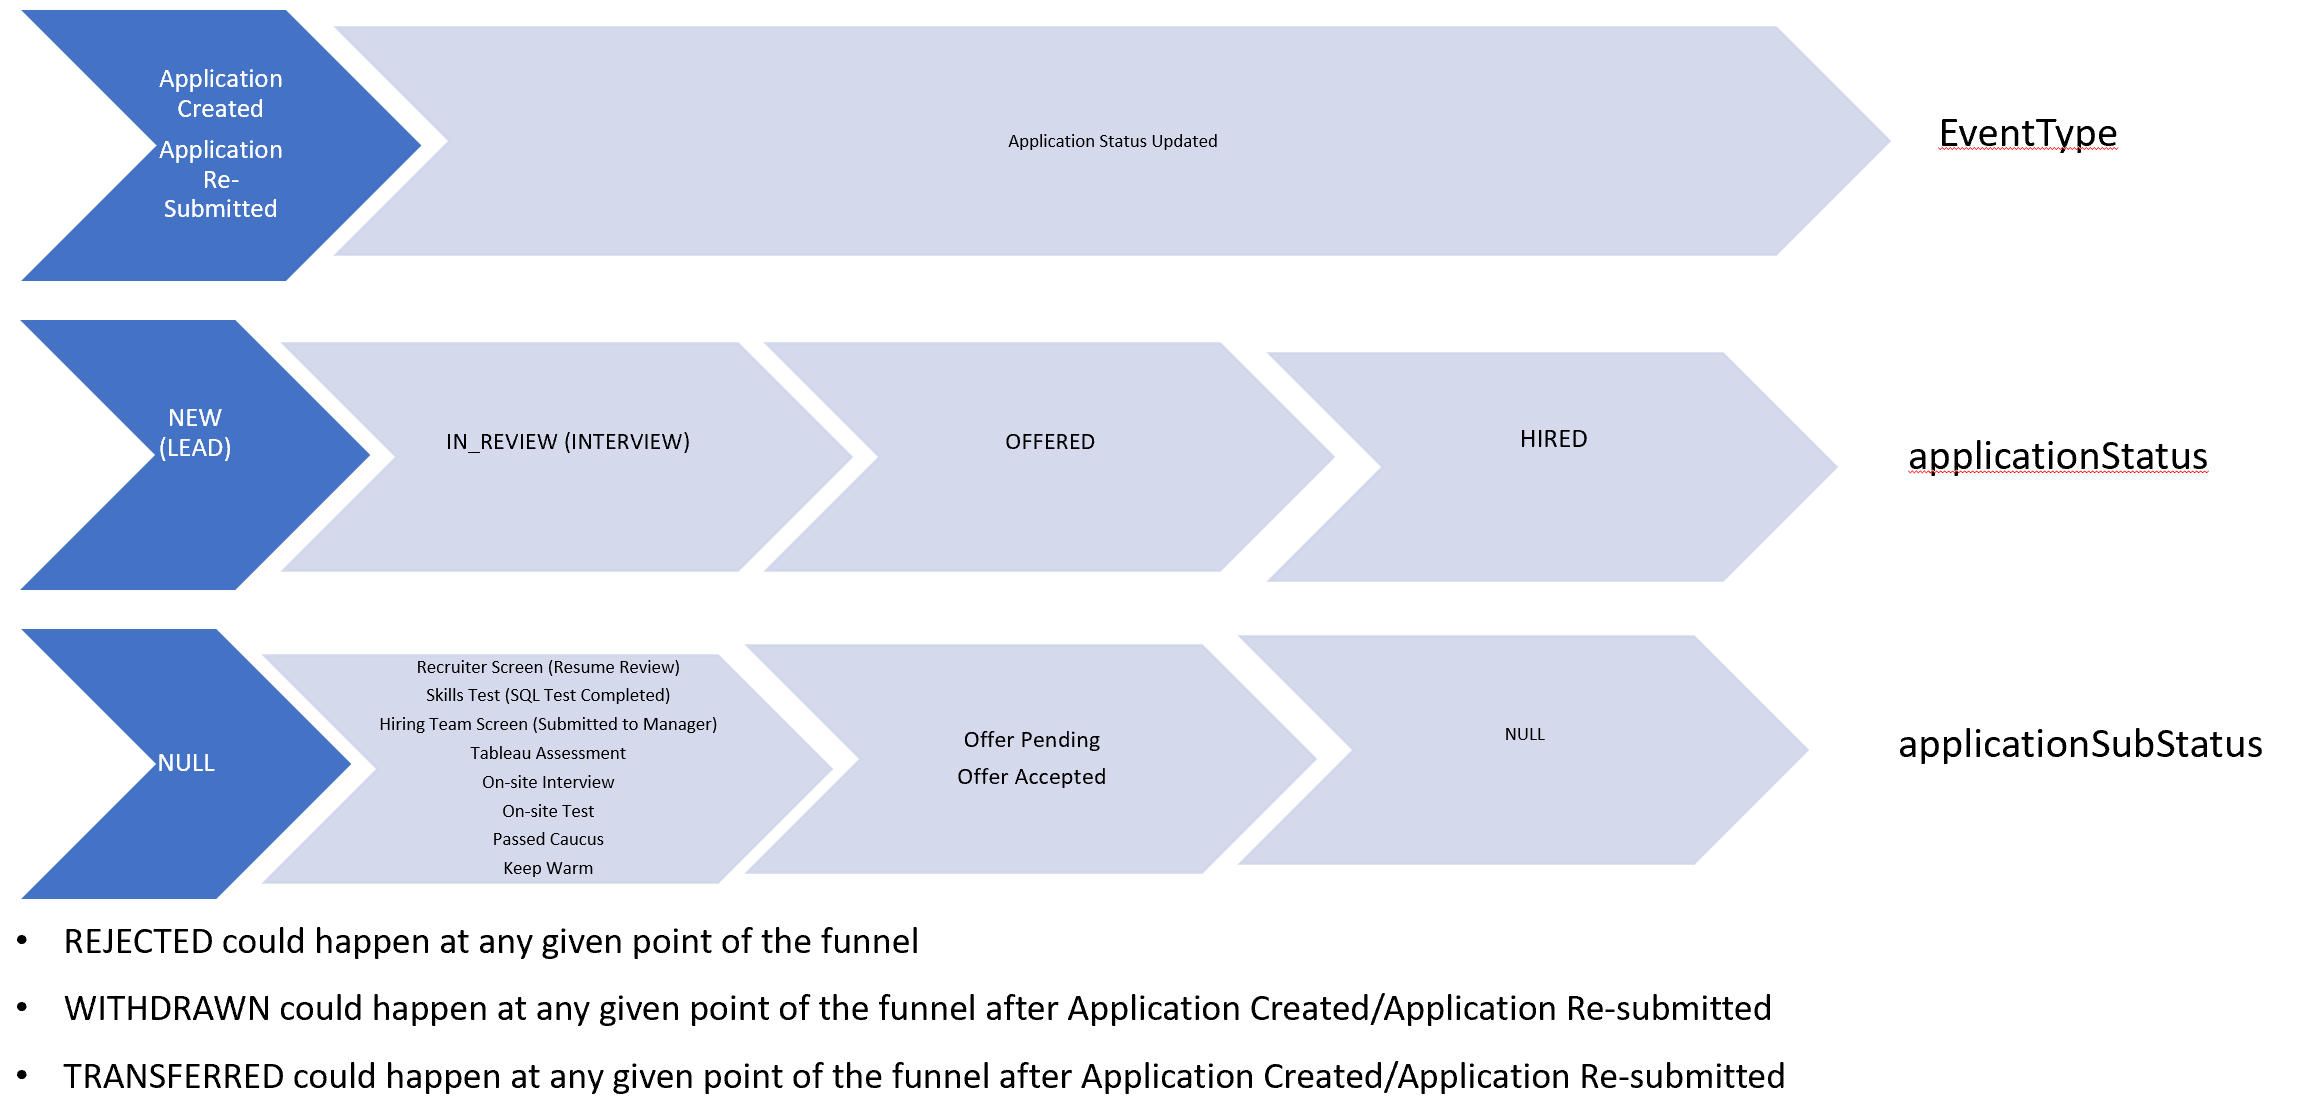 Application
Created
Application
Re-
Submitted
Application Status Updated
EventType
NEW
(LEAD)
IN_REVIEW (INTERVIEW)
OFFERED
HIRED
applicationStatus
NULL
Recruiter Screen (Resume Review)
Skills Test (SQL Test Completed)
Hiring Team Screen (Submitted to Manager)
Tableau Assessment
On-site Interview
On-site Test
Passed Caucus
Keep Warm
Offer Pending
Offer Accepted
NULL
applicationSubStatus
• REJECTED could happen at any given point of the funnel
• WITHDRAWN could happen at any given point of the funnel after Application Created/Application Re-submitted
• TRANSFERRED could happen at any given point of the funnel after Application Created/Application Re-submitted